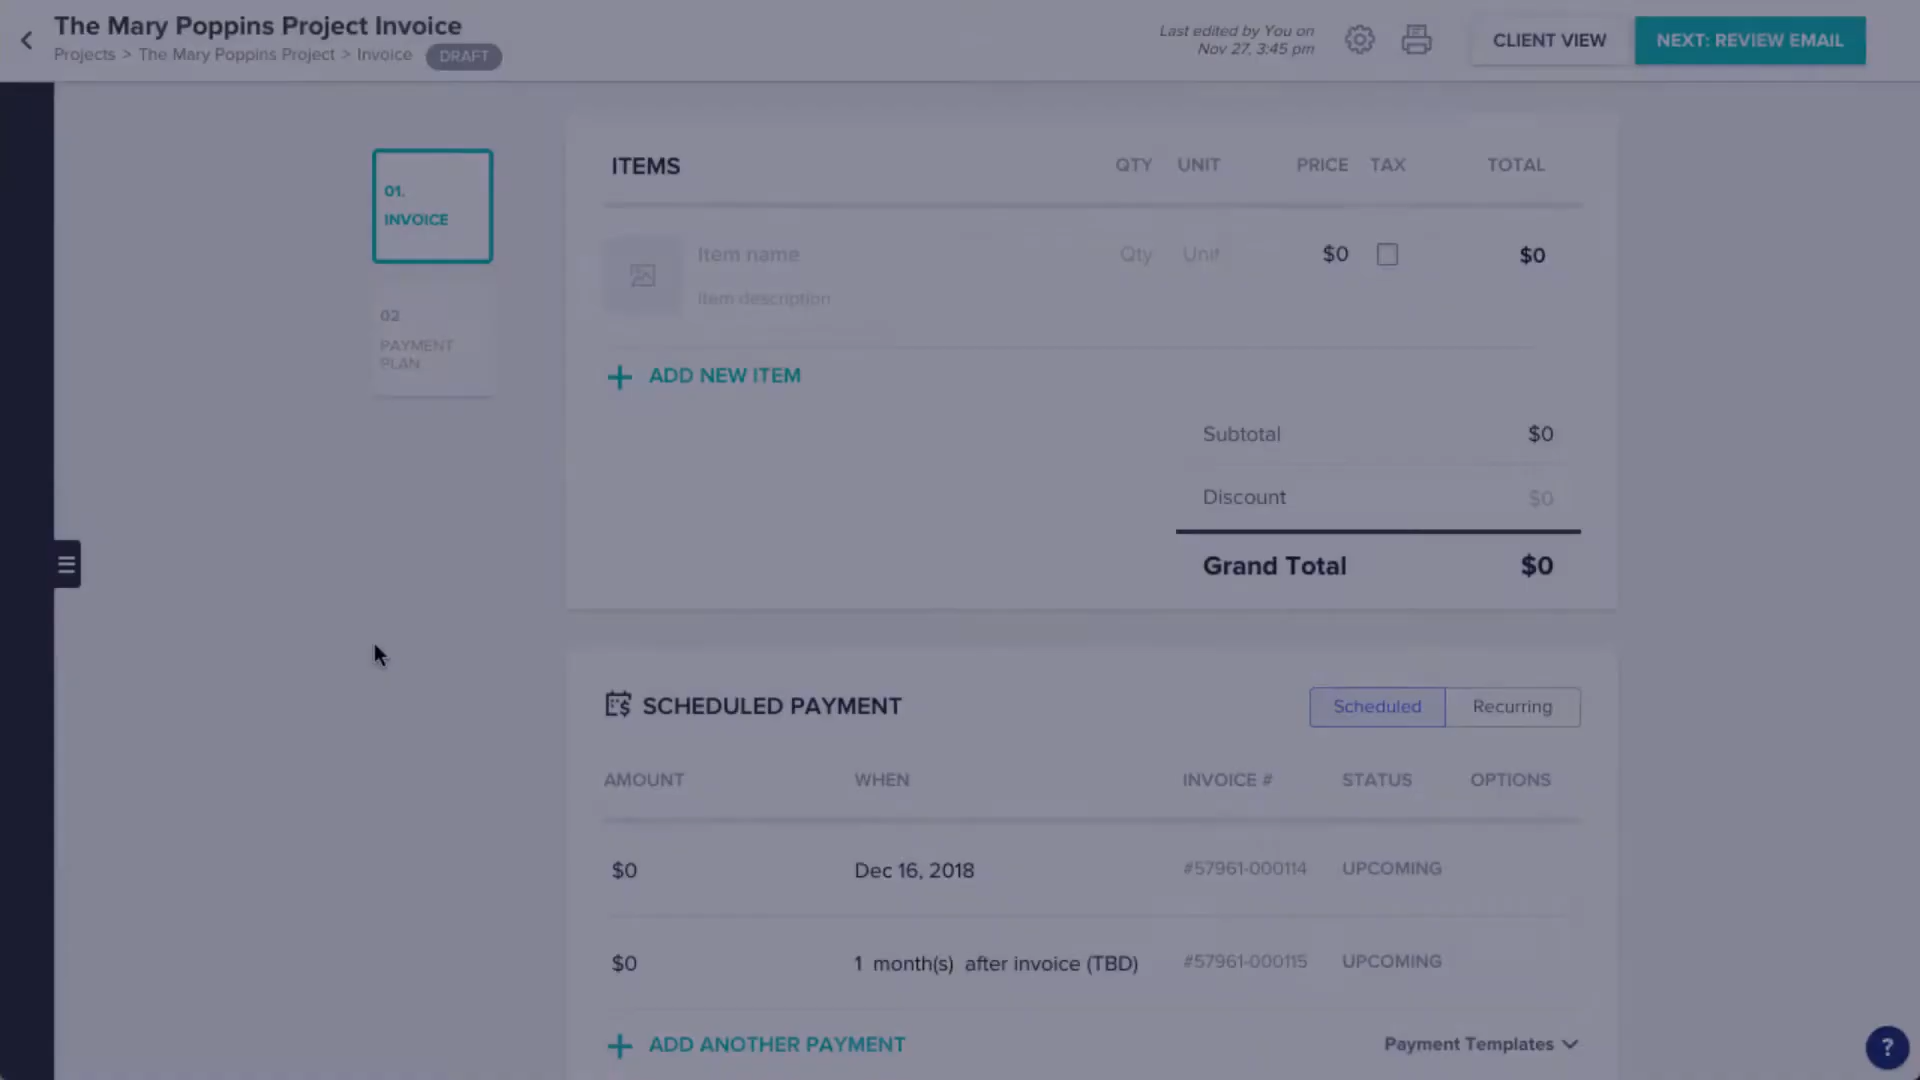 The Mary Poppins Project Invoice
Projects > The Mary Poppins Project > Invoice DRAFT
Last edited by You on
Nov 27, 3:45 pm
CLIENT VIEW
NEXT: REVIEW EMAIL
01.
INVOICE
02
PAYMENT
PLAN
ITEMS QTY UNIT PRICE TAX TOTAL
Item name Qty Unit $0 $0
Item description
ADD NEW ITEM
Subtotal $0
Discount $0
Grand Total $0
SCHEDULED PAYMENT Scheduled Recurring
AMOUNT WHEN INVOICE # STATUS OPTIONS
$0 Dec 16, 2018 #57961-000114 UPCOMING
$0 1 month(s) after invoice (TBD) #57961-000115 UPCOMING
ADD ANOTHER PAYMENT Payment Templates
?